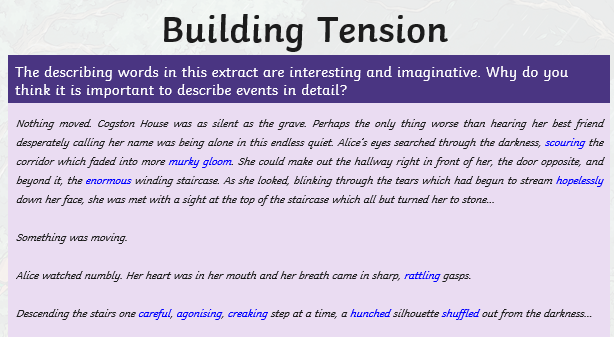 Building Tension
The describing words in this extract are interesting and imaginative. Why do you
think it is important to describe events in detail?
Nothing moved. Cogston House was as silent as the grave. Perhaps the only thing worse than hearing her best friend
desperately calling her name was being alone in this endless quiet. Alice's eyes searched through the darkness, scouring the
corridor which faded into more murky gloom. She could make out the hallway right in front of her, the door opposite, and
beyond it, the enormous winding staircase. As she looked, blinking through the tears which had begun to stream hopelessly
down her face, she was met with a sight at the top of the staircase which all but turned her to stone...
Something was moving.
Alice watched numbly. Her heart was in her mouth and her breath came in sharp, rattling gasps.
Descending the stairs one careful, agonising, creaking step at a time, a hunched silhouette shuffled out from the darkness...